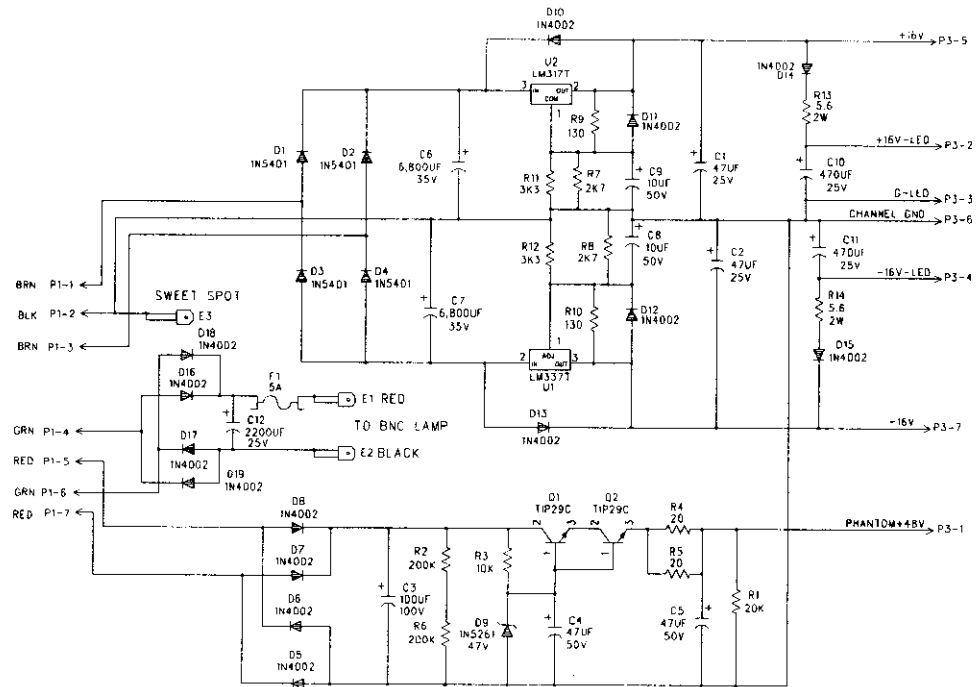 D10
1N4002
+16V
P3-5
U2
LM317T
3
IN
OUT
2
COM
1
1N4002
D14
R13
5.6
2W
R9
130
D11
1N4002
D1
1N5401
D2
1N5401
C6
6,800UF
35V
+
C1
47UF
25V
+
+16V-LED
P3-2
C10
470UF
25V
+
R11
3K3
R7
2K7
C9
10UF
50V
+
G-LED
P3-3
CHANNEL GND
P3-6
R12
3K3
R8
2K7
C8
10UF
50V
+
C2
47UF
25V
+
C11
470UF
25V
+
-16V-LED
P3-4
D3
1N5401
D4
1N5401
C7
6,800UF
35V
+
R10
130
D12
1N4002
R14
5.6
2W
D15
1N4002
BRN P1-1
SWEET SPOT
BLK P1-2
E3
BRN P1-3
1
ADJ
2
IN
OUT
3
LM337T
U1
D13
1N4002
-16V
P3-7
D18
1N4002
D16
1N4002
F1
5A
E1 RED
TO BNC LAMP
+
C12
2200UF
25V
GRN P1-4
D17
1N4002
E2 BLACK
RED P1-5
D19
1N4002
GRN P1-6
RED P1-7
D8
1N4002
D7
1N4002
D6
1N4002
D5
1N4002
Q1
TIP29C
2
3
1
Q2
TIP29C
2
3
1
R4
20
R5
20
PHANTOM+48V
P3-1
+
C3
100UF
100V
R2
200K
R6
200K
R3
10K
D9
1N5261
47V
+
C4
47UF
50V
+
C5
47UF
50V
R1
20K